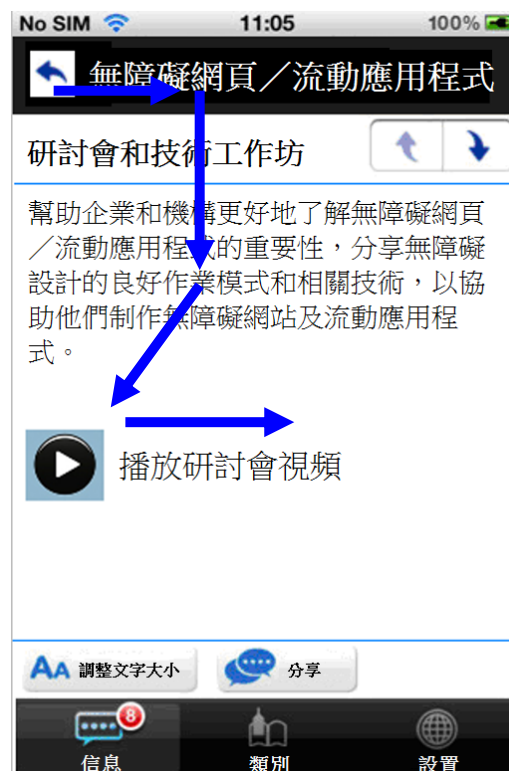 No SIM 11:05 100%
無障礙網頁／流動應用程式
研討會和技術工作坊
幫助企業和機構更好地了解無障礙網頁
／流動應用程式的重要性，分享無障礙
設計的良好作業模式和相關技術，以協
助他們制作無障礙網站及流動應用程
式。
播放研討會視頻
AA 調整文字大小 分享
8
信息 類別 設置